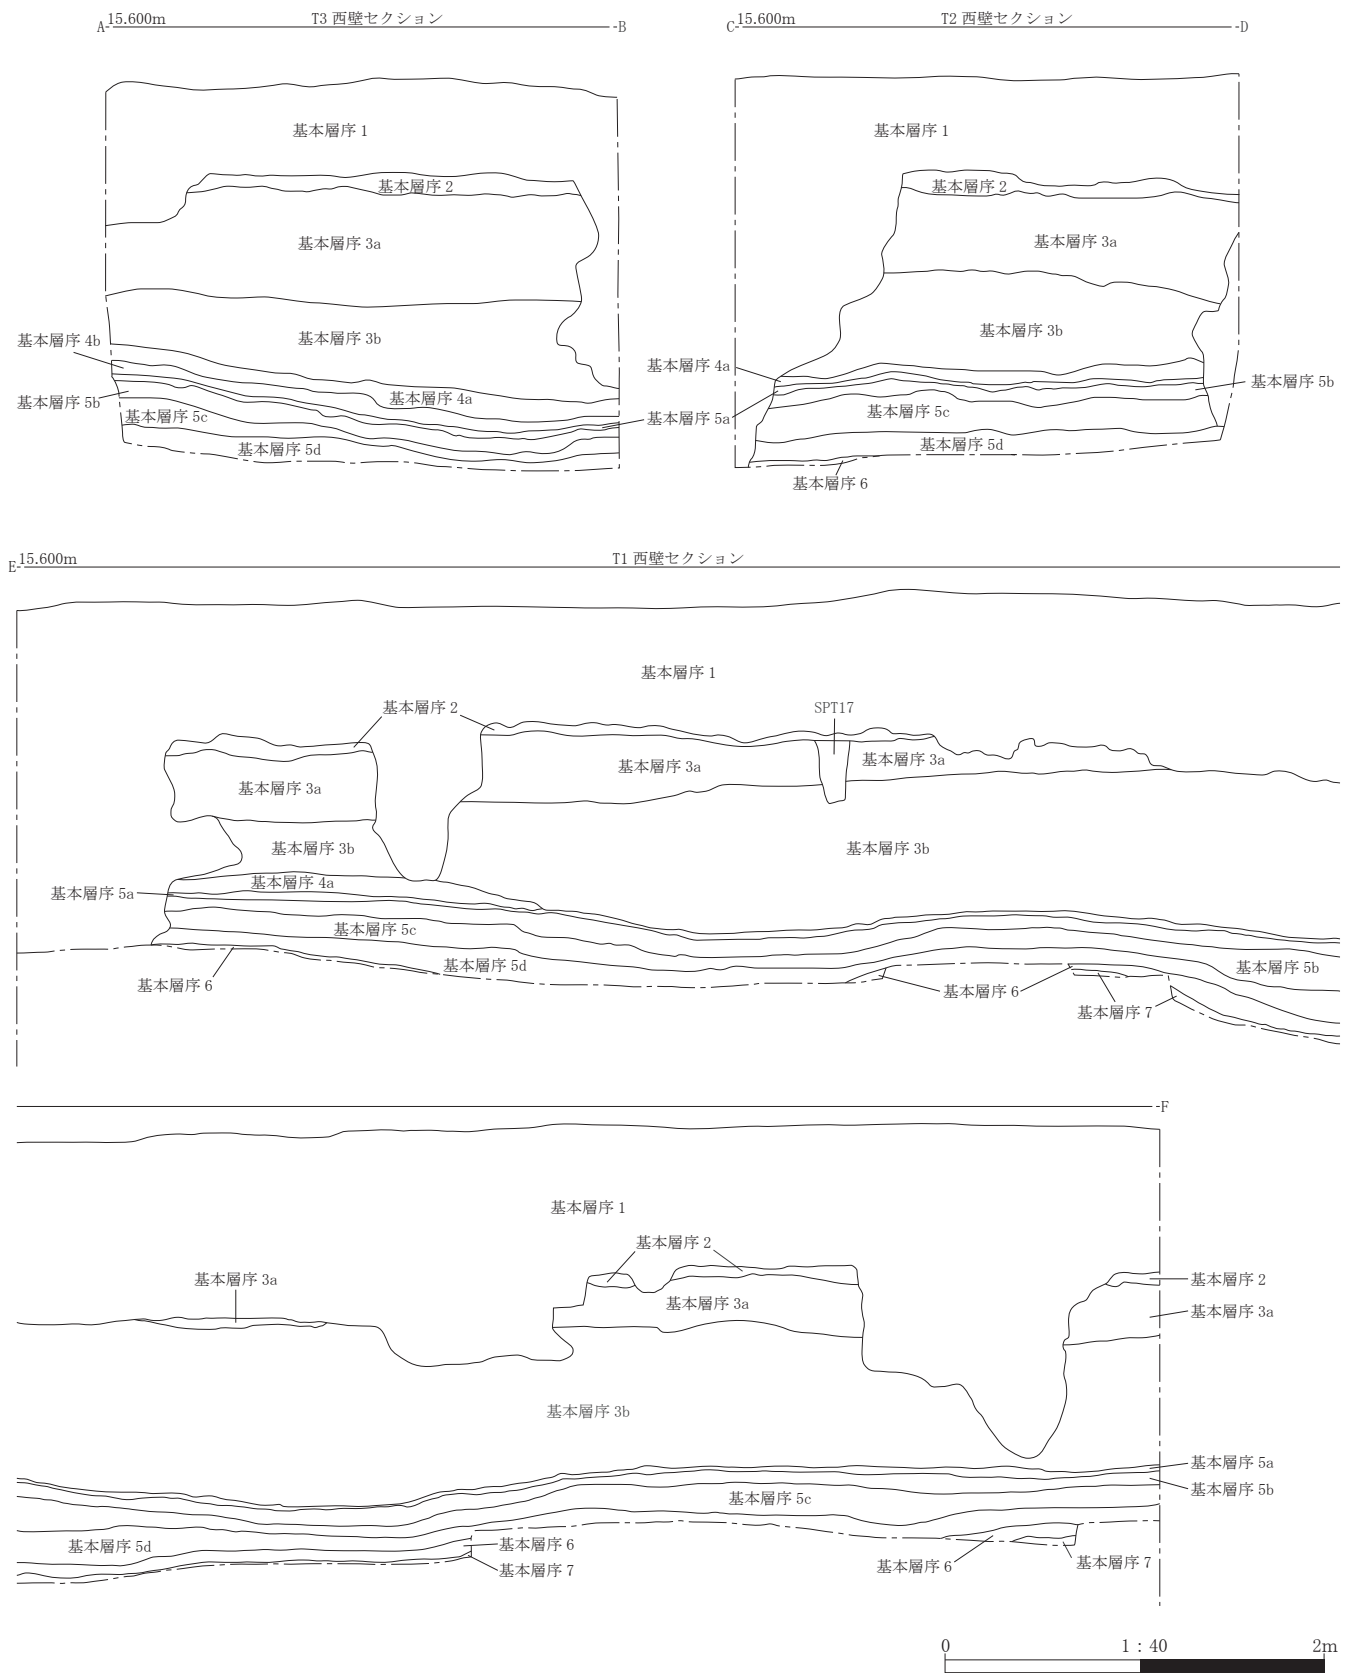 15.600m T3 西壁セクション
A B
基本層序 1
基本層序 2
基本層序 3a
基本層序 3b
基本層序 4b
基本層序 4a
基本層序 5b
基本層序 5c
基本層序 5d
基本層序 5a
15.600m T2 西壁セクション
C D
基本層序 1
基本層序 2
基本層序 3a
基本層序 3b
基本層序 4a
基本層序 5b
基本層序 5c
基本層序 5d
基本層序 6
15.600m T1 西壁セクション
E
基本層序 1
基本層序 2
SPT17
基本層序 3a
基本層序 3a
基本層序 3a
基本層序 3b
基本層序 3b
基本層序 4a
基本層序 5a
基本層序 5c
基本層序 5d
基本層序 5b
基本層序 6
基本層序 6
基本層序 7
F
基本層序 1
基本層序 2
基本層序 3a
基本層序 2
基本層序 3a
基本層序 3a
基本層序 3b
基本層序 5a
基本層序 5b
基本層序 5c
基本層序 5d
基本層序 6
基本層序 7
基本層序 6
基本層序 7
0 1：40 2m